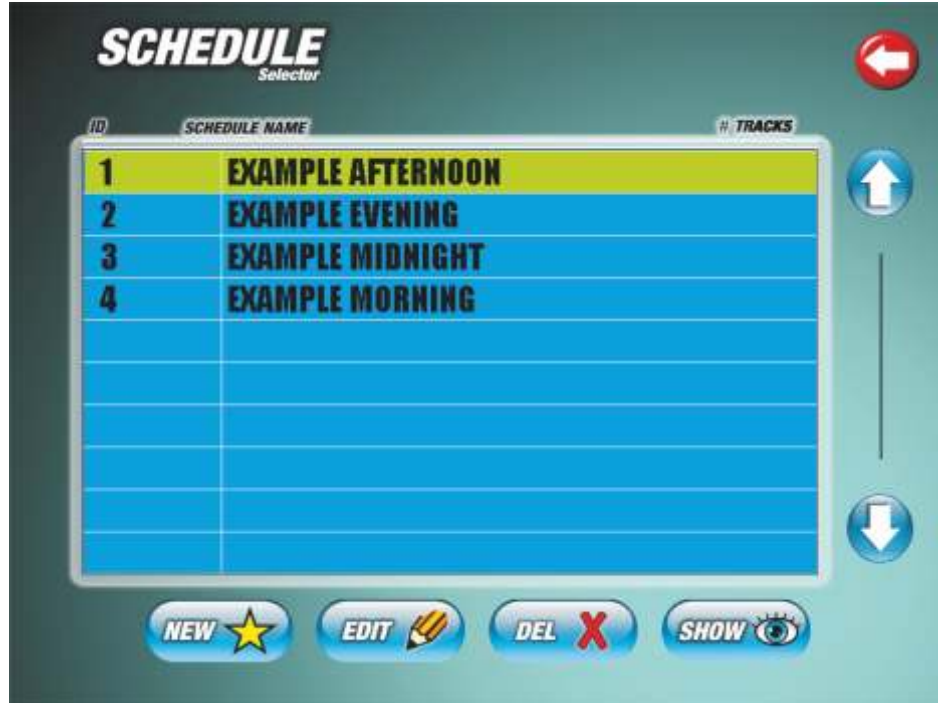 SCHEDULE
Selector
ID SCHEDULE NAME # TRACKS
1 EXAMPLE AFTERNOON
2 EXAMPLE EVENING
3 EXAMPLE MIDNIGHT
4 EXAMPLE MORNING
NEW EDIT DEL SHOW